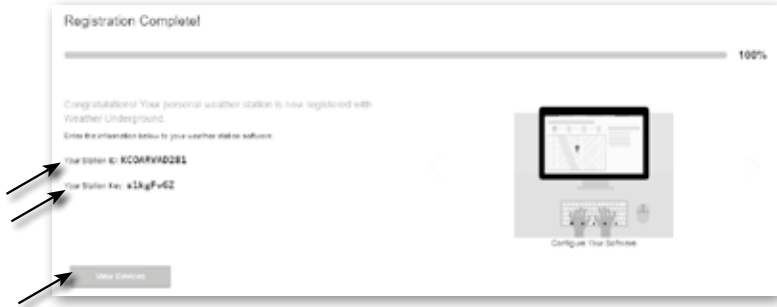 Registration Complete!
100%
Congratulations! Your personal weather station is now registered with
Weather Underground.
Enter the information below to your weather station software.
Your Station ID: KCOARVAD281
Your Station Key: s1kgFv6Z
View Devices
Configure Your Software